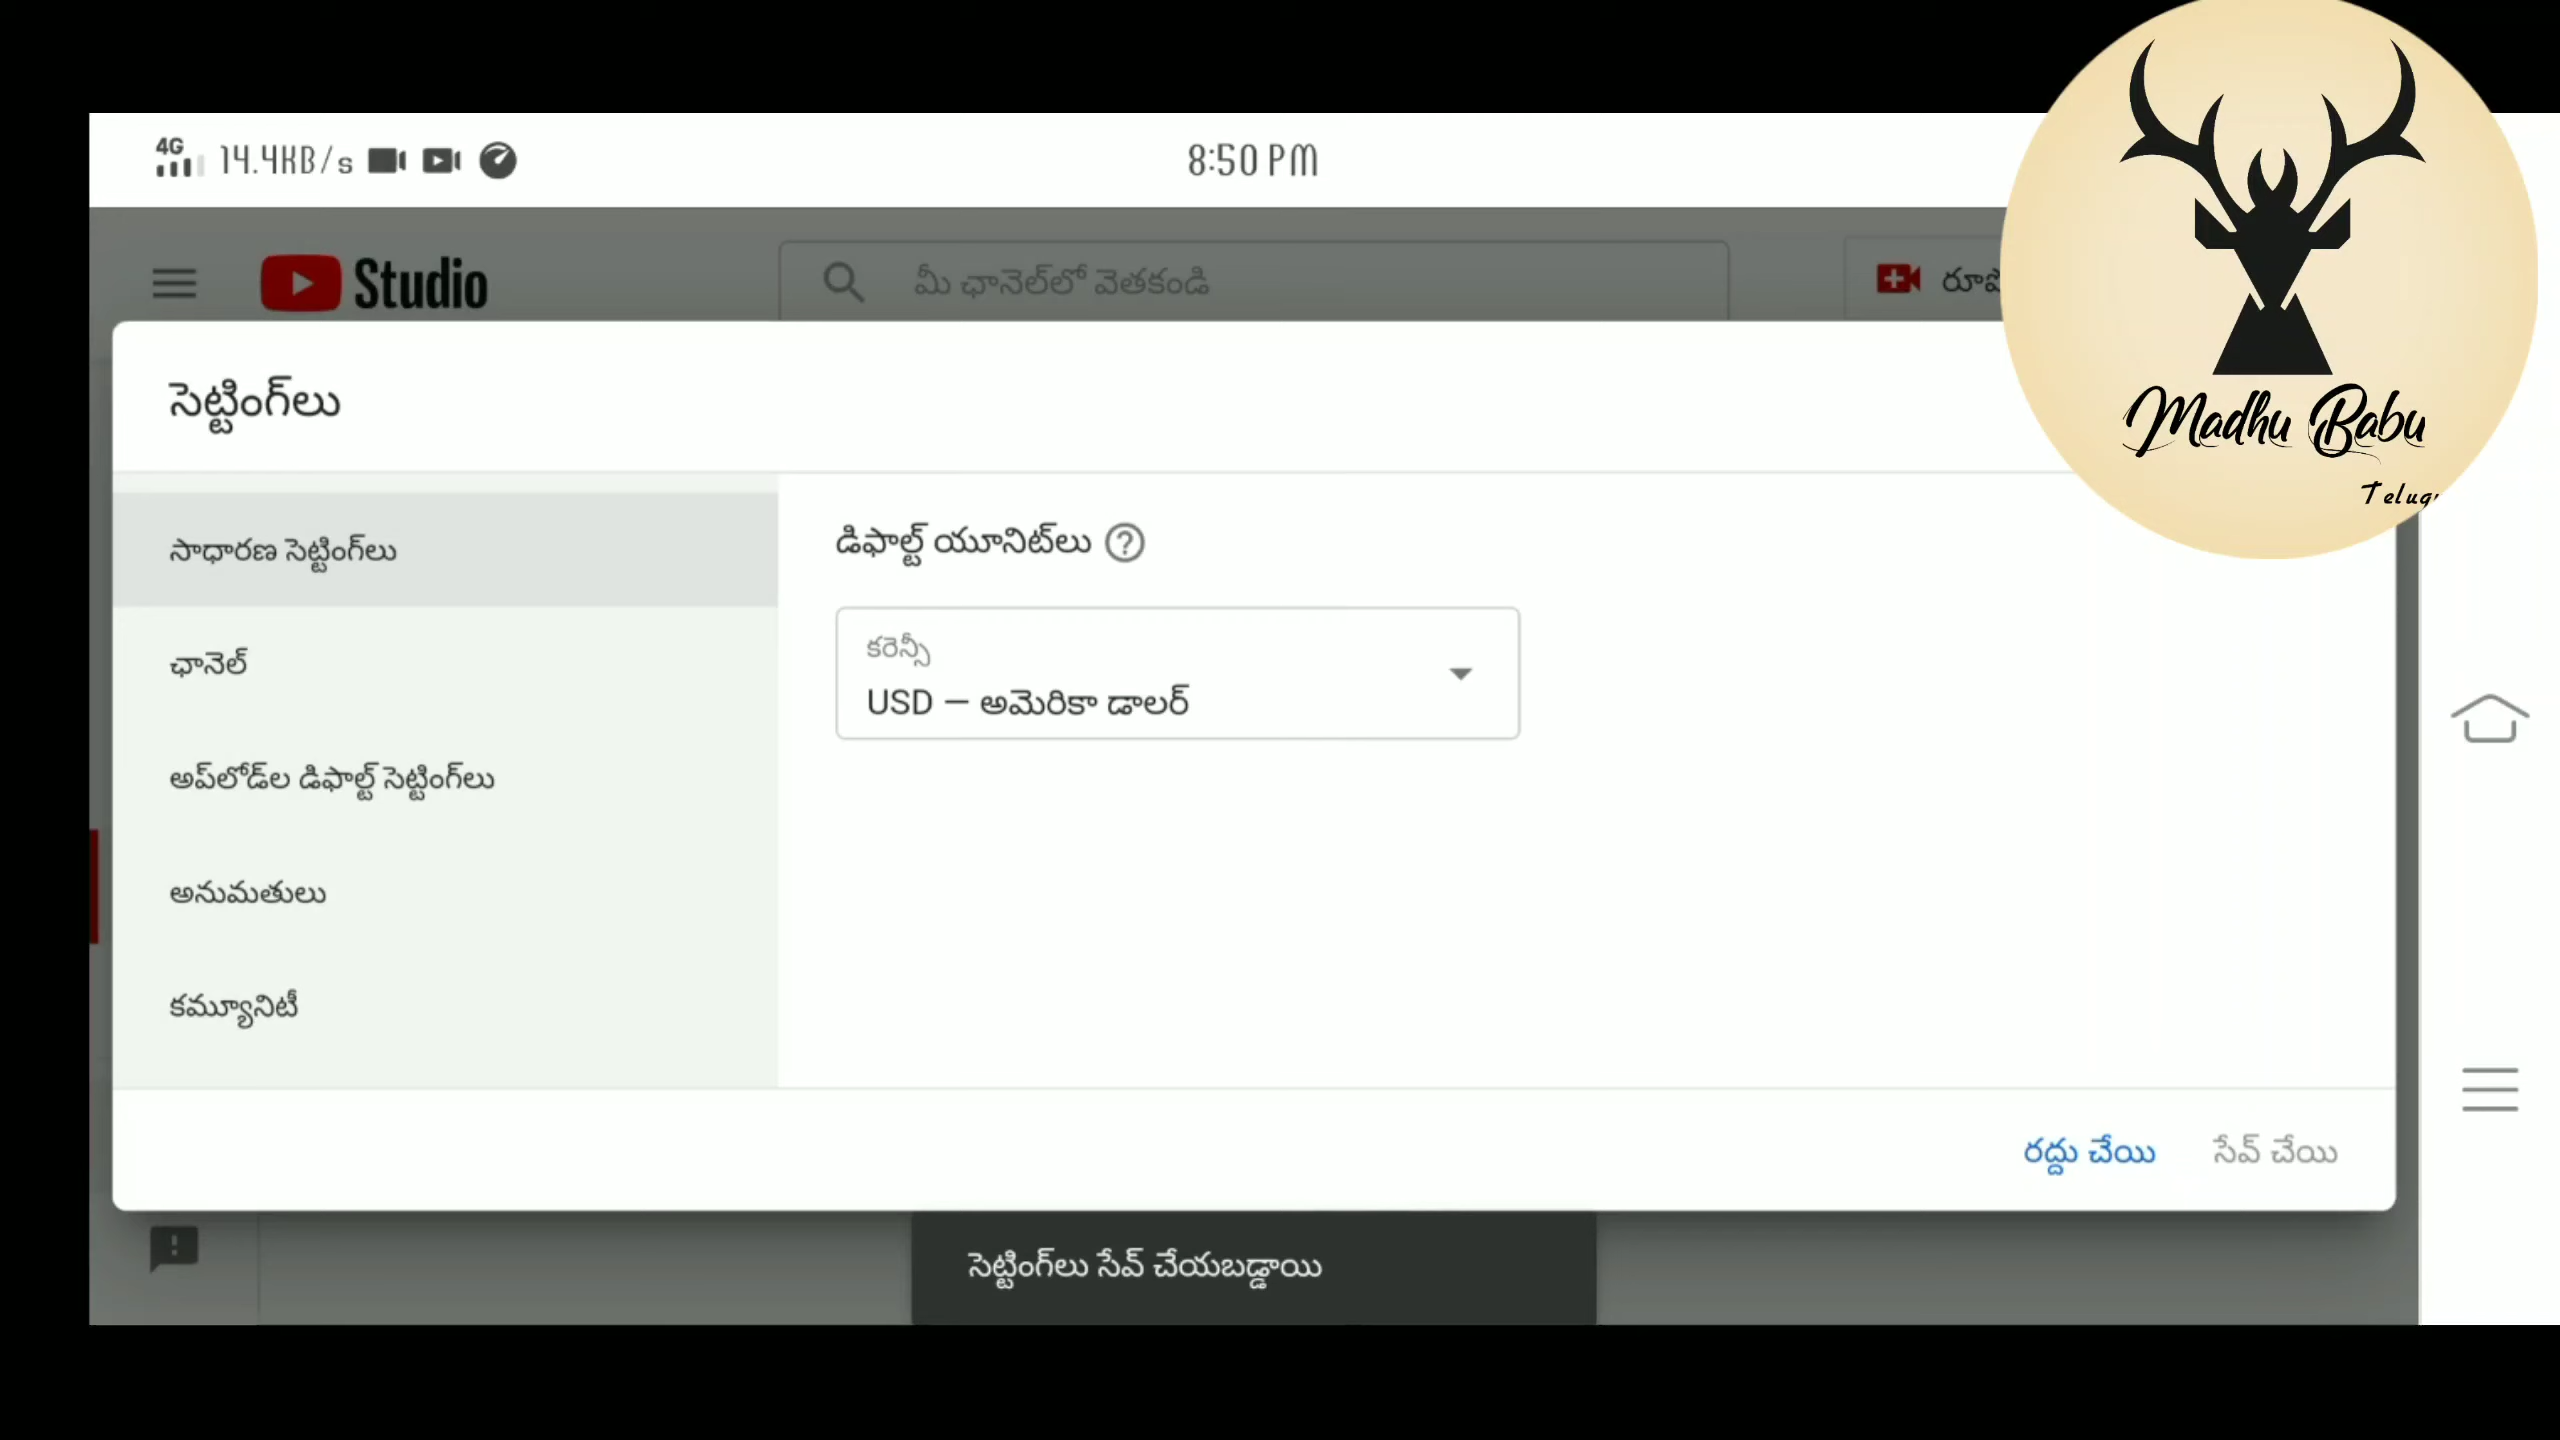 4G 14.4KB/s
8:50 PM
Studio
మీ ఛానెల్‌లో వెతకండి
సెట్టింగ్‌లు
Madhu Babu
సాధారణ సెట్టింగ్‌లు
డిఫాల్ట్ యూనిట్‌లు
ఛానెల్
కరెన్సీ
USD — అమెరికా డాలర్
అప్‌లోడ్‌ల డిఫాల్ట్ సెట్టింగ్‌లు
అనుమతులు
కమ్యూనిటీ
రద్దు చేయి
సేవ్ చేయి
సెట్టింగ్‌లు సేవ్ చేయబడ్డాయి